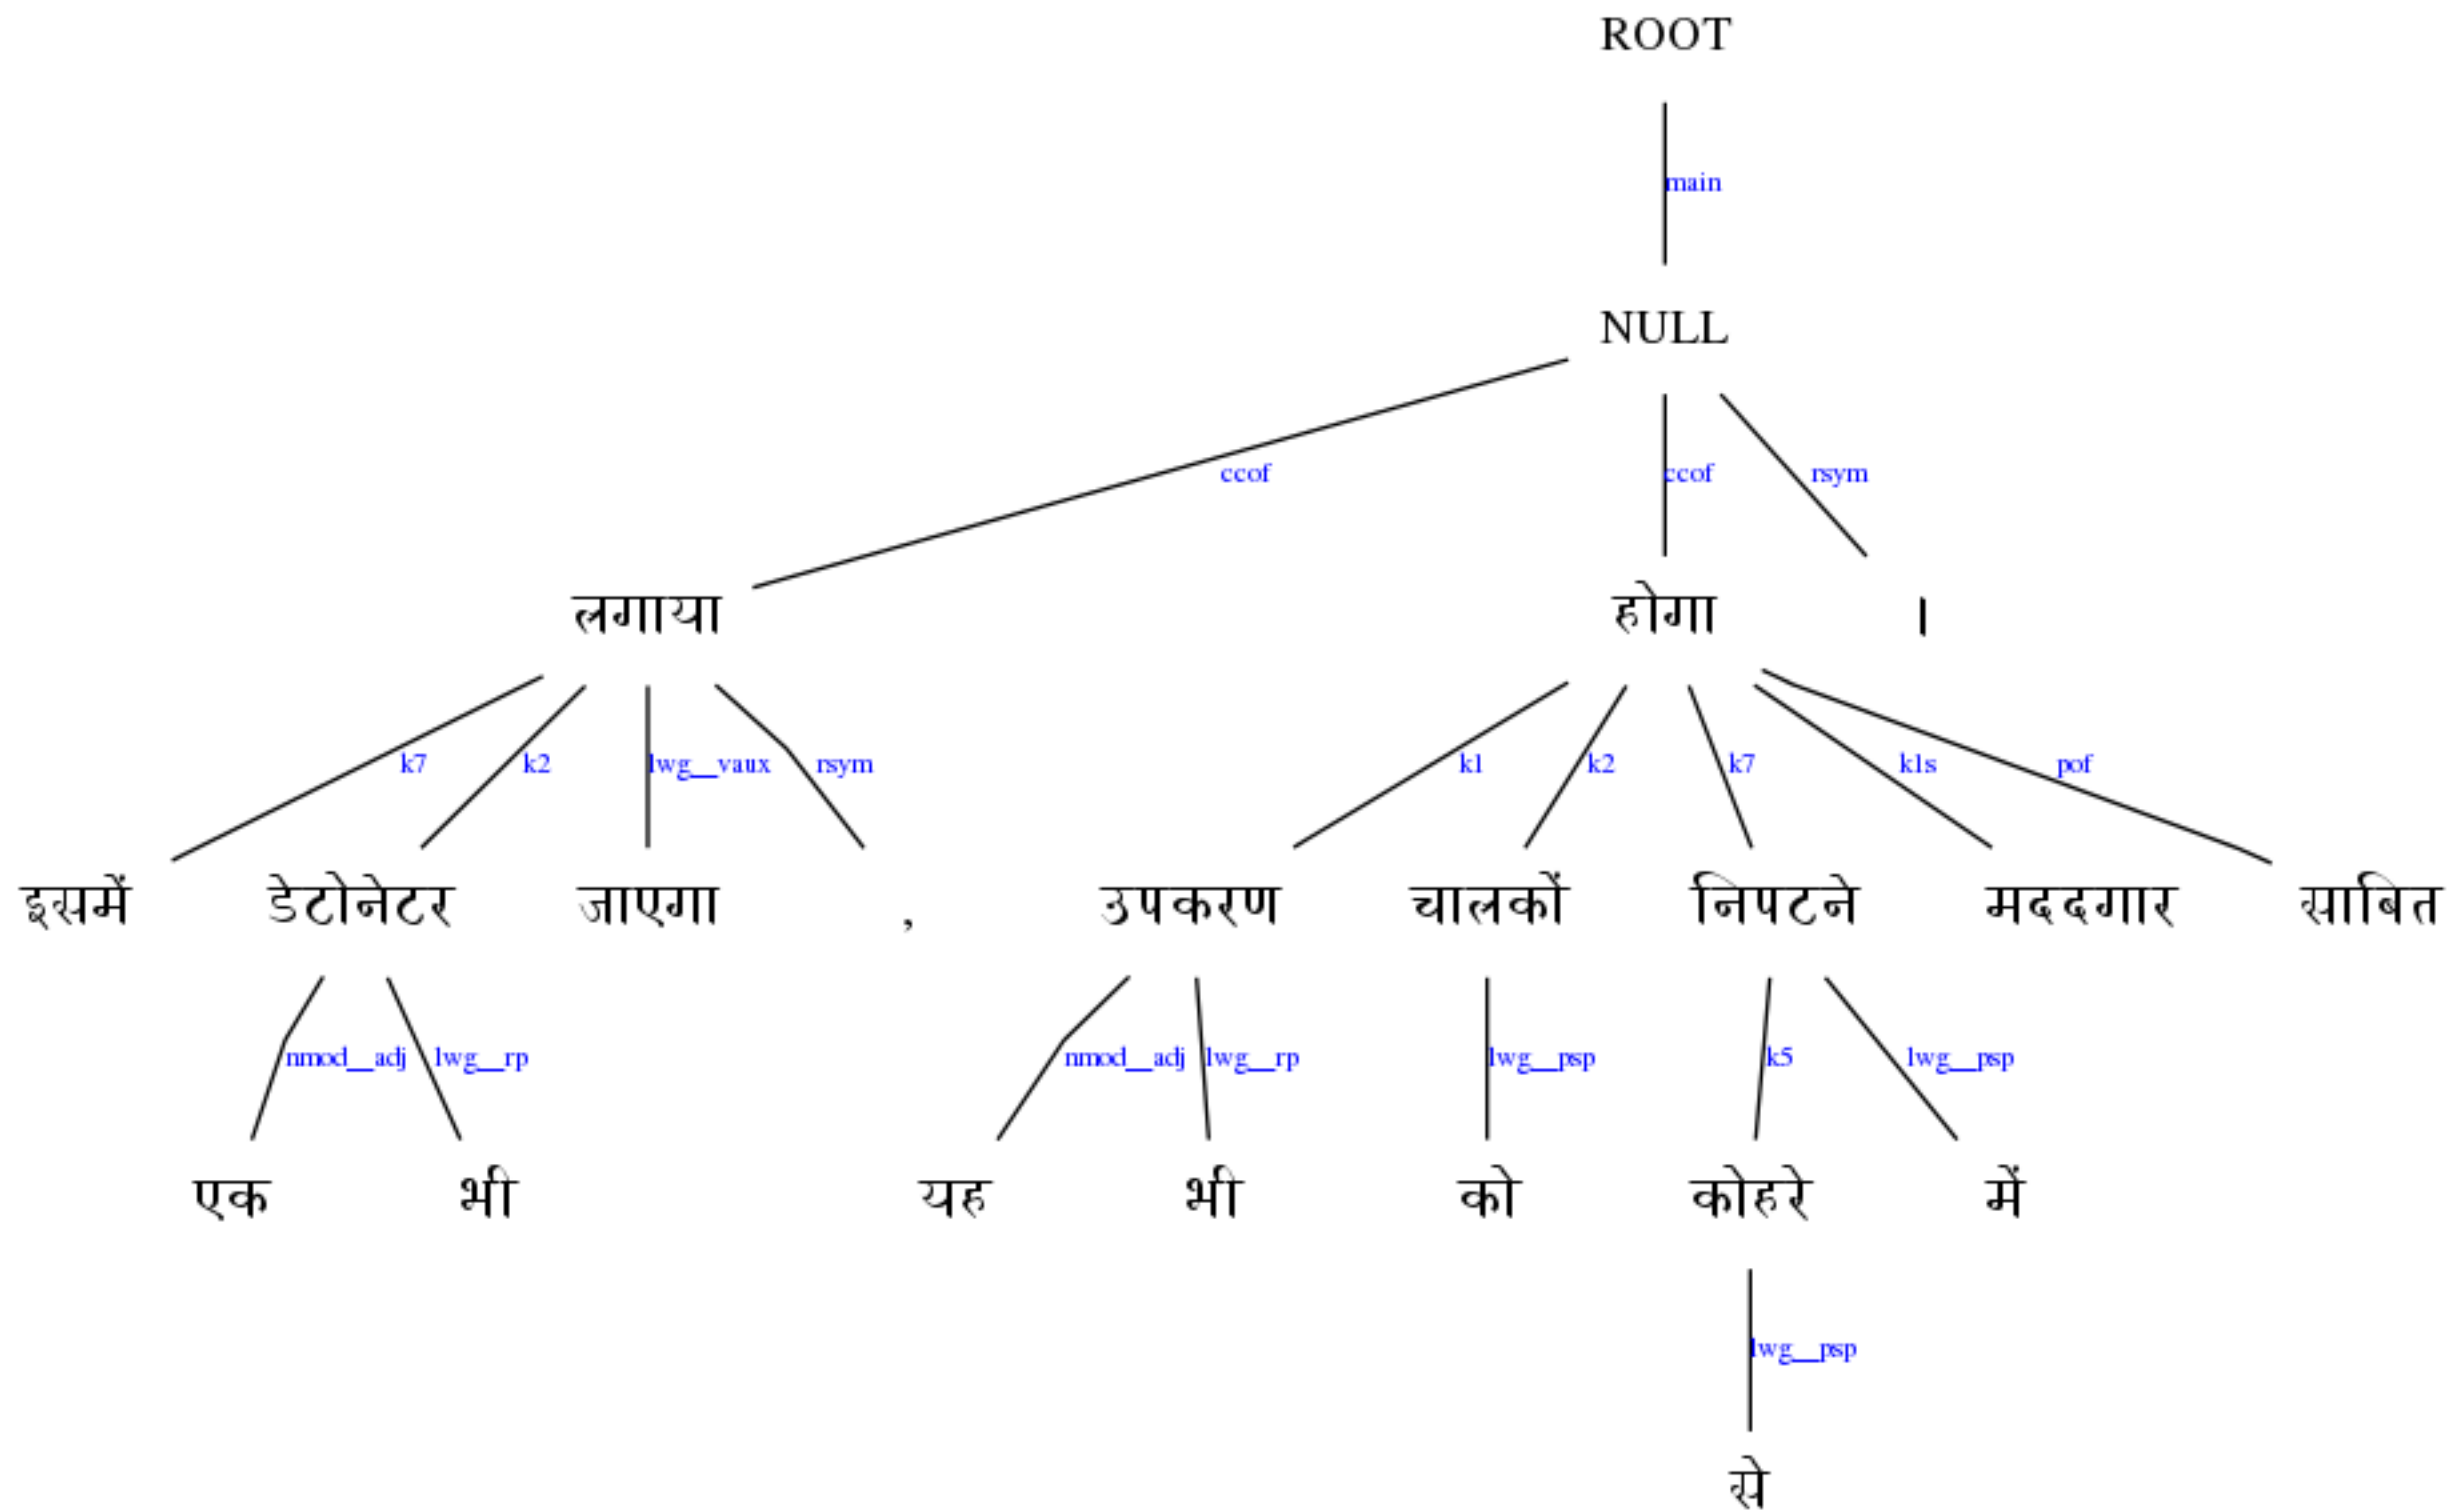 ROOT
main
NULL
ccof ccof rsym
लगाया होगा ।
k7 k2 lwg__vaux rsym k1 k2 k7 k1s pof
इसमें डेटोनेटर जाएगा , उपकरण चालकों निपटने मददगार साबित
nmod__adj lwg__rp nmod__adj lwg__rp lwg__psp k5 lwg__psp
एक भी यह भी को कोहरे में
lwg__psp
से